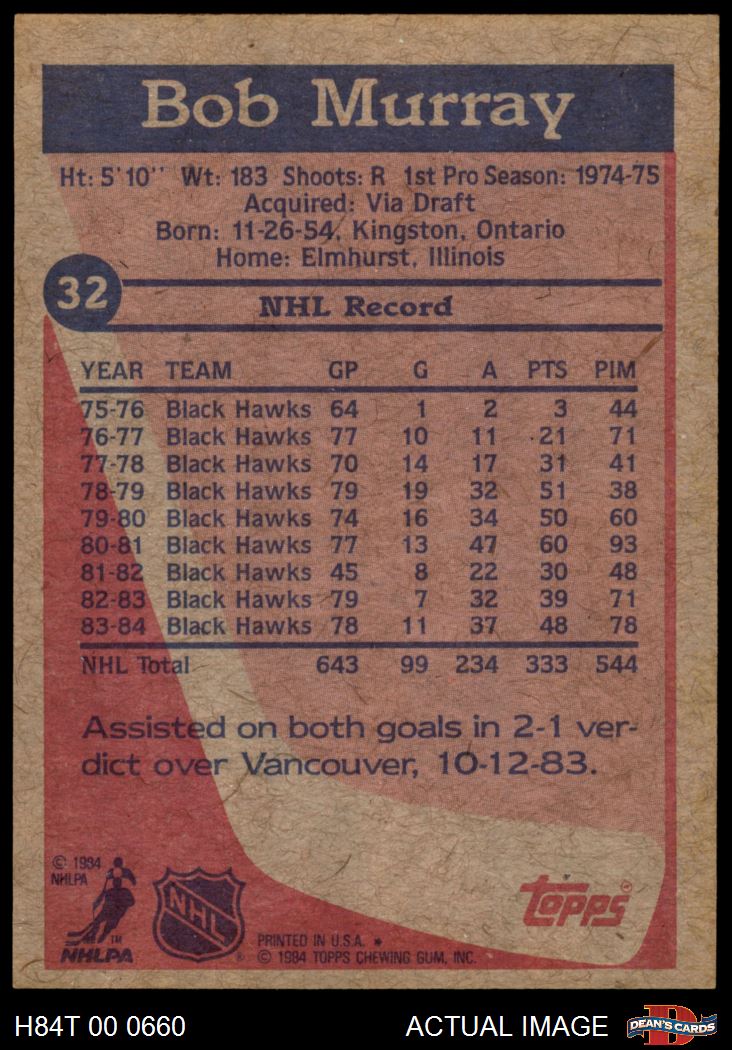 Bob Murray
Ht: 5'10" Wt: 183 Shoots: R 1st Pro Season: 1974-75
Acquired: Via Draft
Born: 11-26-54, Kingston, Ontario
Home: Elmhurst, Illinois
32
NHL Record
YEAR TEAM GP G A PTS PIM
75-76 Black Hawks 64 1 2 3 44
76-77 Black Hawks 77 10 11 21 71
77-78 Black Hawks 70 14 17 31 41
78-79 Black Hawks 79 19 32 51 38
79-80 Black Hawks 74 16 34 50 60
80-81 Black Hawks 77 13 47 60 93
81-82 Black Hawks 45 8 22 30 48
82-83 Black Hawks 79 7 32 39 71
83-84 Black Hawks 78 11 37 48 78
NHL Total 643 99 234 333 544
Assisted on both goals in 2-1 ver-
dict over Vancouver, 10-12-83.
© 1984
NHLPA
TM
NHLPA
NHL
®
topps
®
PRINTED IN U.S.A. *
© 1984 TOPPS CHEWING GUM, INC.
H84T 00 0660
ACTUAL IMAGE
D
DEAN'S CARDS